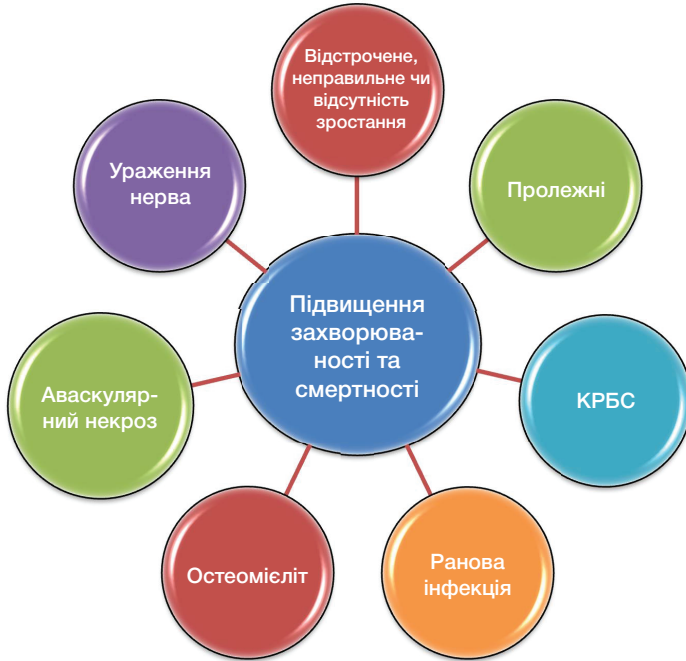 Відстрочене,
неправильне чи
відсутність
зростання
Ураження
нерва
Пролежні
Підвищення
захворюва-
ності та
смертності
Аваскуляр-
ний некроз
КРБС
Остеомієліт
Ранова
інфекція